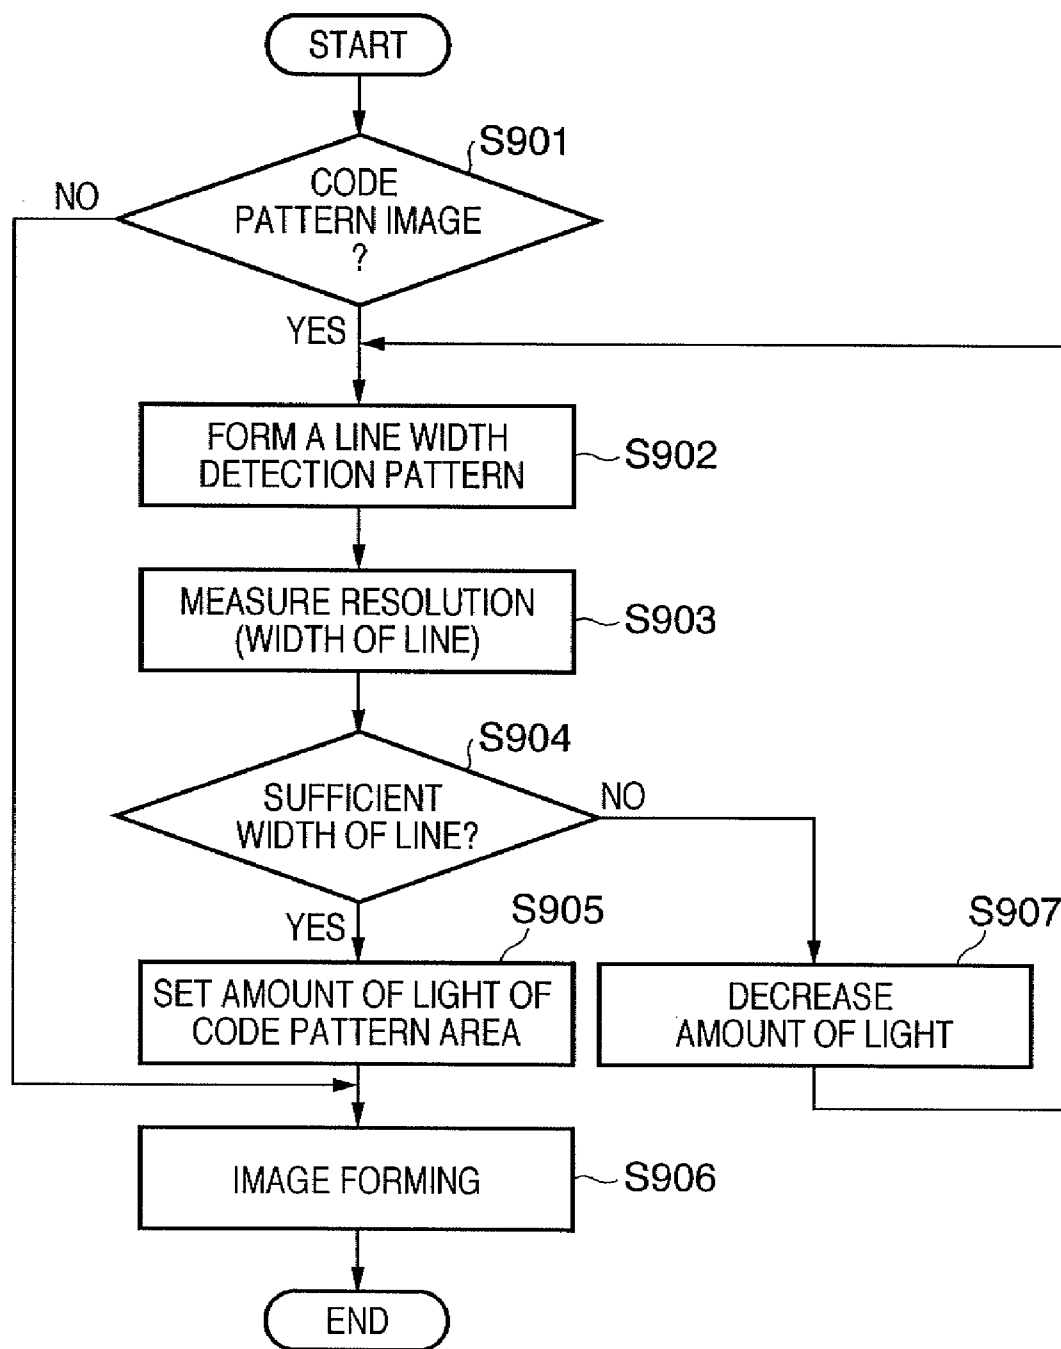 START
S901
CODE
PATTERN IMAGE
?
NO
YES
FORM A LINE WIDTH
DETECTION PATTERN
S902
MEASURE RESOLUTION
(WIDTH OF LINE)
S903
S904
SUFFICIENT
WIDTH OF LINE?
NO
YES
S905
SET AMOUNT OF LIGHT OF
CODE PATTERN AREA
S907
DECREASE
AMOUNT OF LIGHT
IMAGE FORMING
S906
END